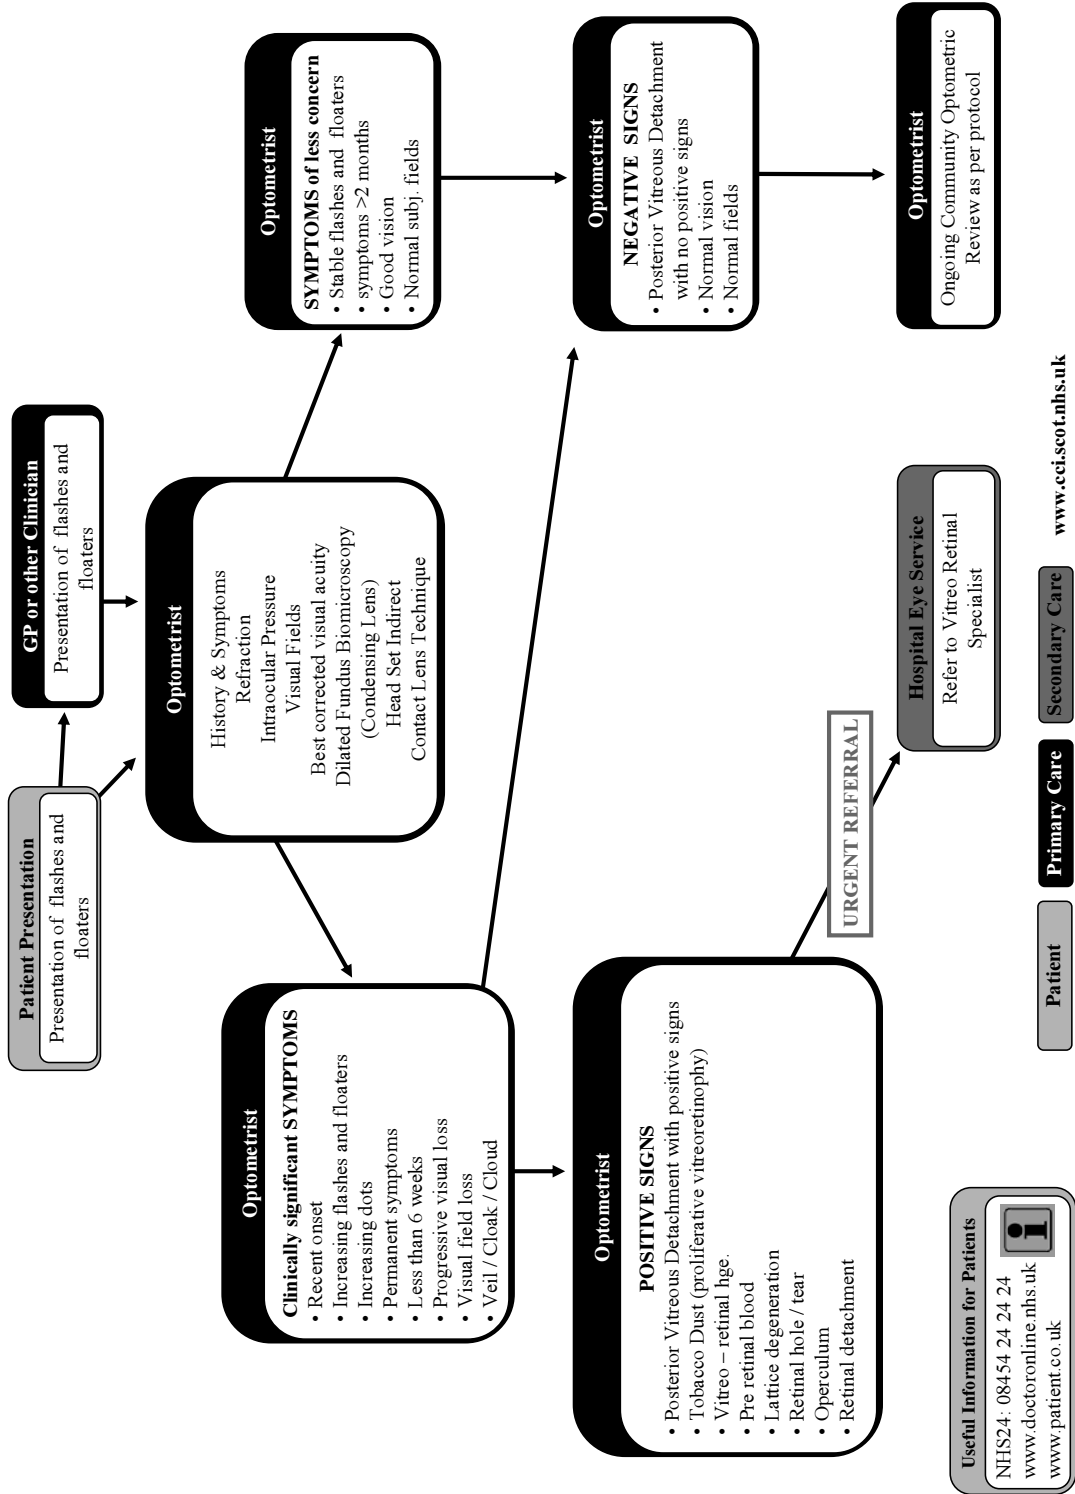 Patient Presentation
Presentation of flashes and
floaters
GP or other Clinician
Presentation of flashes and
floaters
Optometrist
History & Symptoms
Refraction
Intraocular Pressure
Visual Fields
Best corrected visual acuity
Dilated Fundus Biomicroscopy
(Condensing Lens)
Head Set Indirect
Contact Lens Technique
Optometrist
Clinically significant SYMPTOMS
• Recent onset
• Increasing flashes and floaters
• Increasing dots
• Permanent symptoms
• Less than 6 weeks
• Progressive visual loss
• Visual field loss
• Veil / Cloak / Cloud
Optometrist
SYMPTOMS of less concern
• Stable flashes and floaters
• symptoms >2 months
• Good vision
• Normal subj. fields
Optometrist
POSITIVE SIGNS
• Posterior Vitreous Detachment with positive signs
• Tobacco Dust (proliferative vitreoretinophy)
• Vitreo – retinal hge.
• Pre retinal blood
• Lattice degeneration
• Retinal hole / tear
• Operculum
• Retinal detachment
Optometrist
NEGATIVE SIGNS
• Posterior Vitreous Detachment
with no positive signs
• Normal vision
• Normal fields
URGENT REFERRAL
Hospital Eye Service
Refer to Vitreo Retinal
Specialist
Optometrist
Ongoing Community Optometric
Review as per protocol
Useful Information for Patients
NHS24: 08454 24 24 24
www.doctoronline.nhs.uk
www.patient.co.uk
i
Patient
Primary Care
Secondary Care
www.cci.scot.nhs.uk